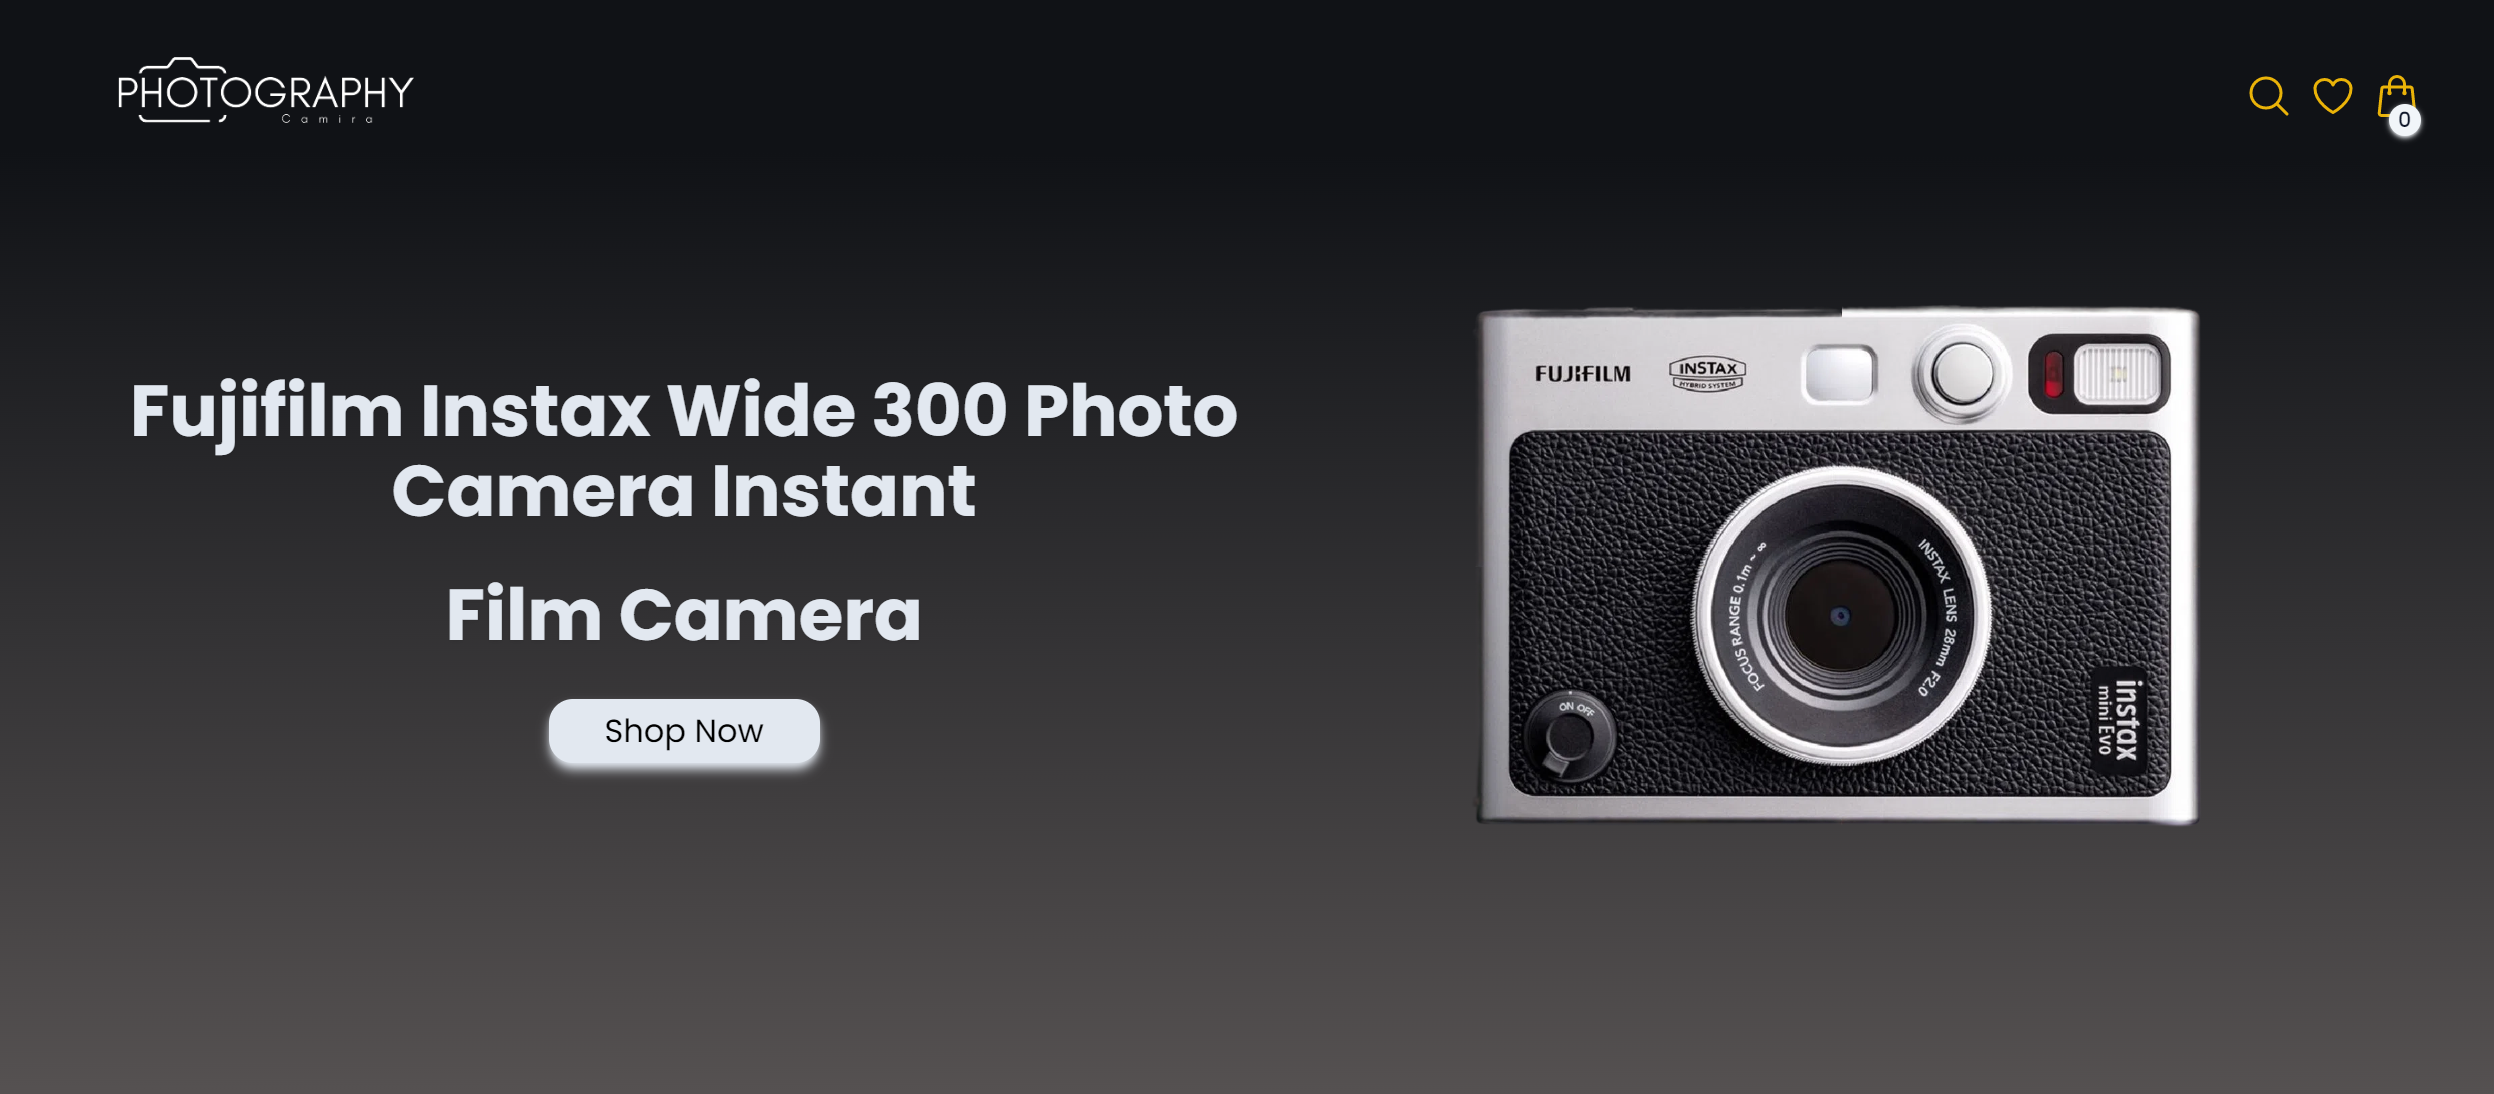 PHOTOGRAPHY
Camira
0
Fujifilm Instax Wide 300 Photo
Camera Instant
Film Camera
Shop Now
FUJIFILM
INSTAX
HYBRID SYSTEM
FOCUS RANGE 0.1m ~ ∞
INSTAX LENS 28mm F2.0
ON OFF
instax
mini Evo